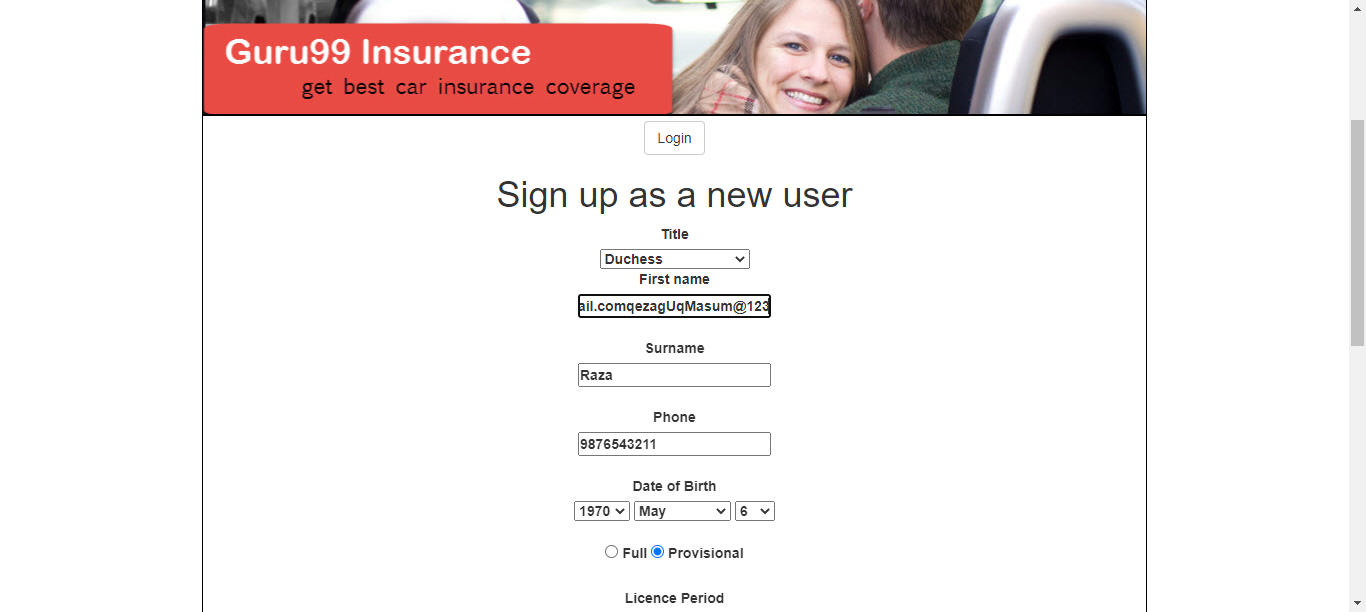 Guru99 Insurance
get best car insurance coverage
Login
Sign up as a new user
Title
Duchess
First name
ail.comqezagUqMasum@123
Surname
Raza
Phone
9876543211
Date of Birth
1970 May 6
Full Provisional
Licence Period